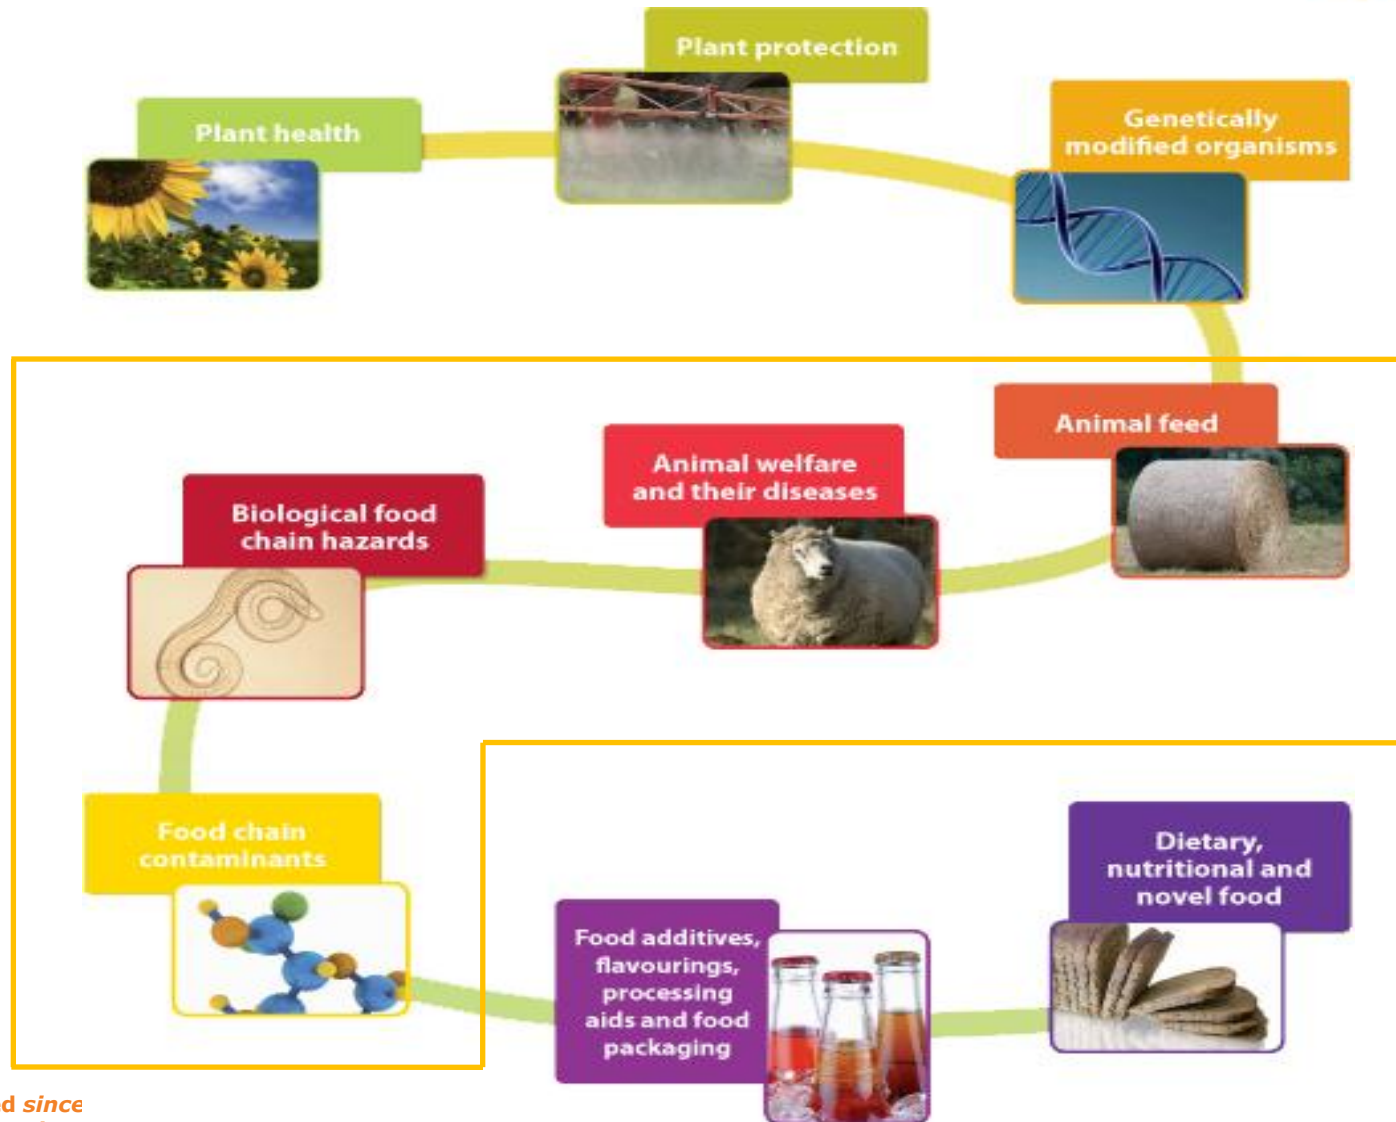 Plant protection
Plant health
Genetically
modified organisms
Animal feed
Animal welfare
and their diseases
Biological food
chain hazards
Food chain
contaminants
Food additives,
flavourings,
processing
aids and food
packaging
Dietary,
nutritional and
novel food
since